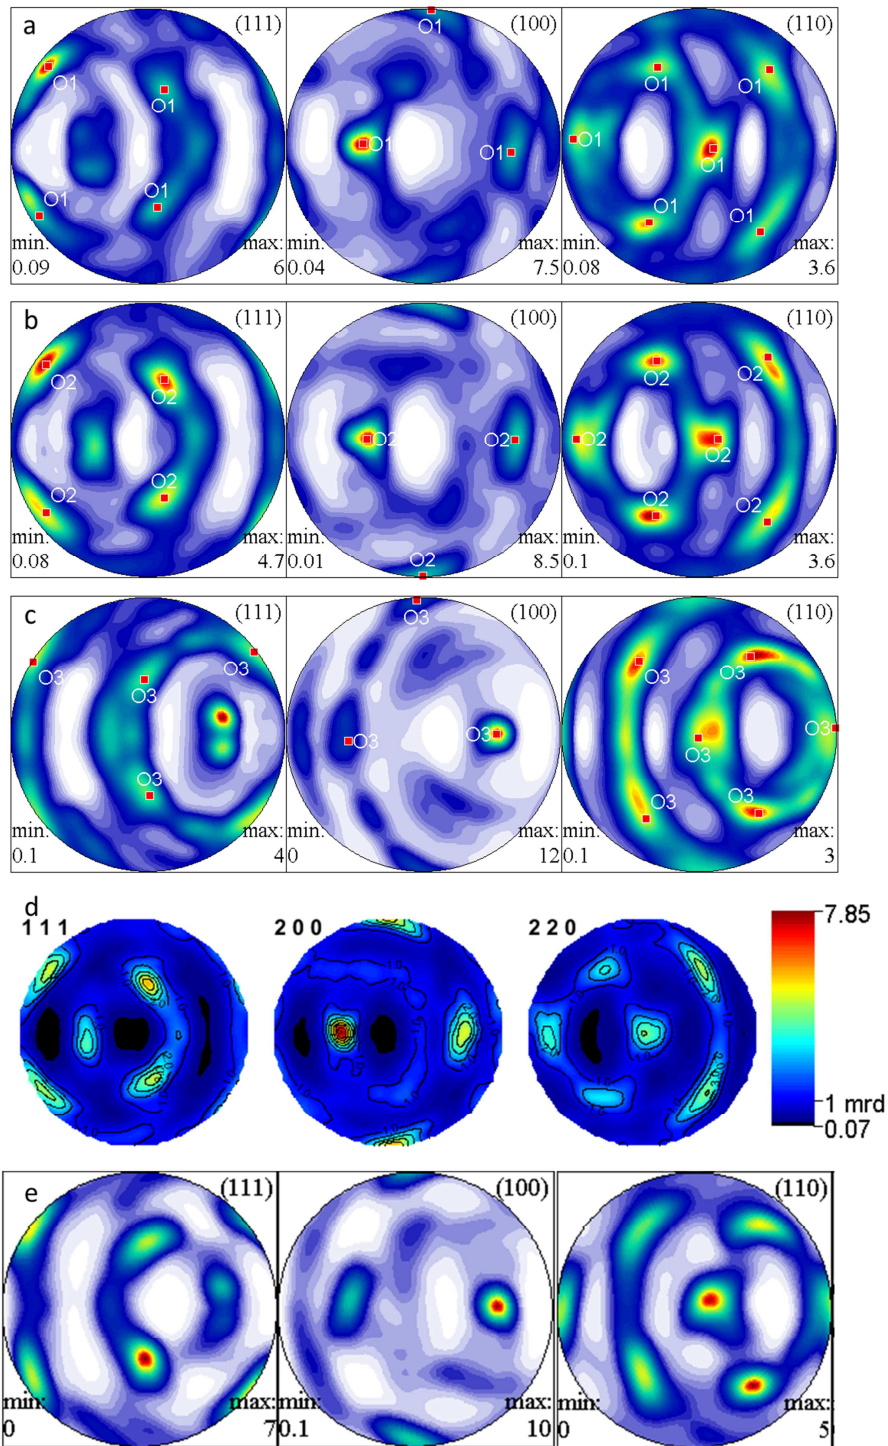 a
(111)
O1
O1
O1
O1
min:
0.09
max:
6
(100)
O1
O1
O1
min:
0.04
max:
7.5
(110)
O1
O1
O1
O1
O1
O1
min:
0.08
max:
3.6
b
(111)
O2
O2
O2
O2
min:
0.08
max:
4.7
(100)
O2
O2
O2
min:
0.01
max:
8.5
(110)
O2
O2
O2
O2
O2
O2
min:
0.1
max:
3.6
c
(111)
O3
O3
O3
O3
min:
0.1
max:
4
(100)
O3
O3
O3
min:
0
max:
12
(110)
O3
O3
O3
O3
O3
O3
min:
0.1
max:
3
d
1 1 1
2 0 0
2 2 0
7.85
1 mrd
0.07
e
(111)
min:
0
max:
7
(100)
min:
0.1
max:
10
(110)
min:
0
max:
5